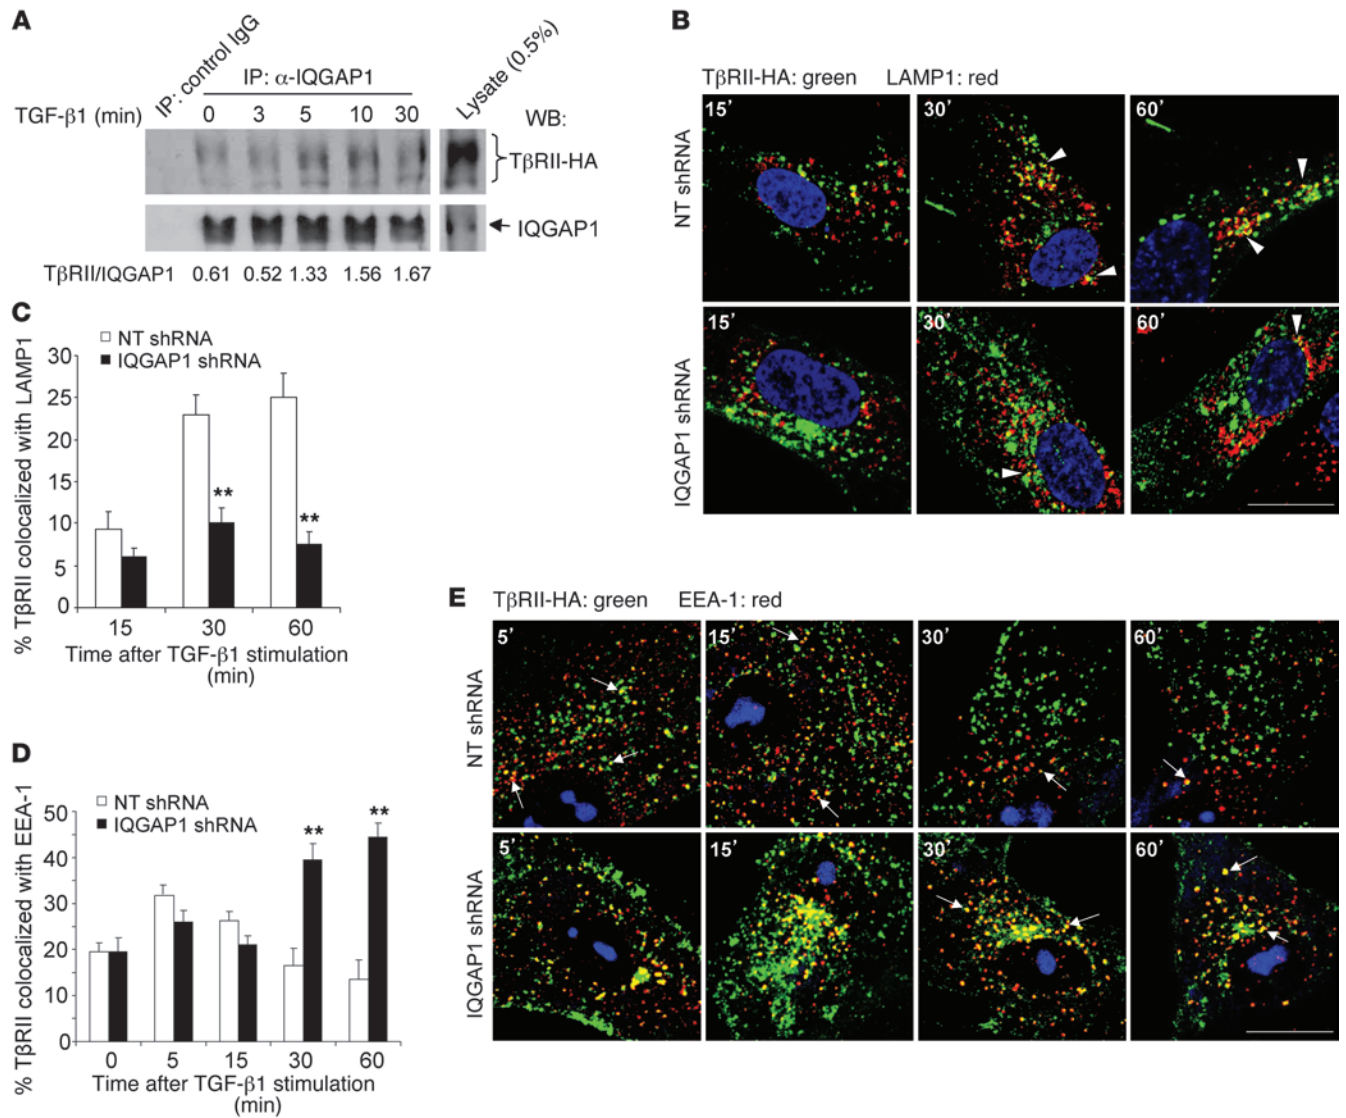 A
IP: control IgG
IP: α-IQGAP1
Lysate (0.5%)
TGF-β1 (min) 0 3 5 10 30 WB:
TβRII-HA
IQGAP1
TβRII/IQGAP1 0.61 0.52 1.33 1.56 1.67
B
TβRII-HA: green LAMP1: red
NT shRNA
15′ 30′ 60′
IQGAP1 shRNA
15′ 30′ 60′
C
NT shRNA
IQGAP1 shRNA
% TβRII colocalized with LAMP1
30
25
20
15
10
5
0
**
**
15 30 60
Time after TGF-β1 stimulation
(min)
D
NT shRNA
IQGAP1 shRNA
% TβRII colocalized with EEA-1
50
40
30
20
10
0
**
**
0 5 15 30 60
Time after TGF-β1 stimulation
(min)
E
TβRII-HA: green EEA-1: red
NT shRNA
5′ 15′ 30′ 60′
IQGAP1 shRNA
5′ 15′ 30′ 60′